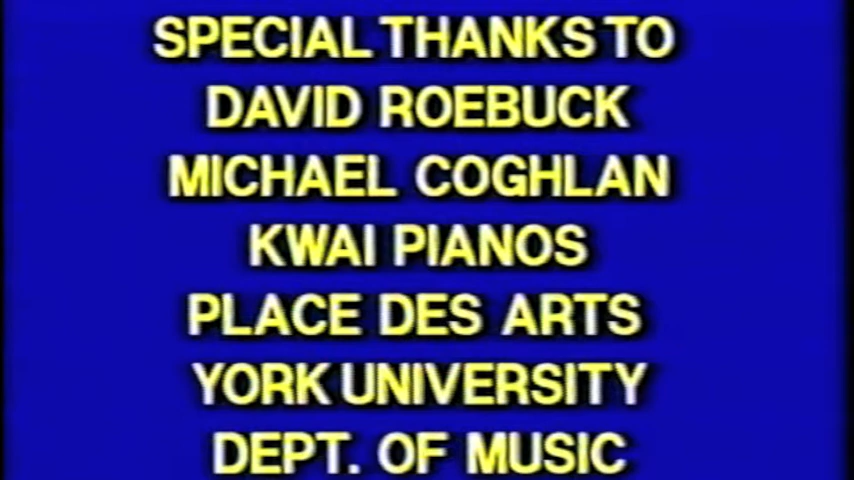 SPECIAL THANKS TO
DAVID ROEBUCK
MICHAEL COGHLAN
KWAI PIANOS
PLACE DES ARTS
YORK UNIVERSITY
DEPT. OF MUSIC